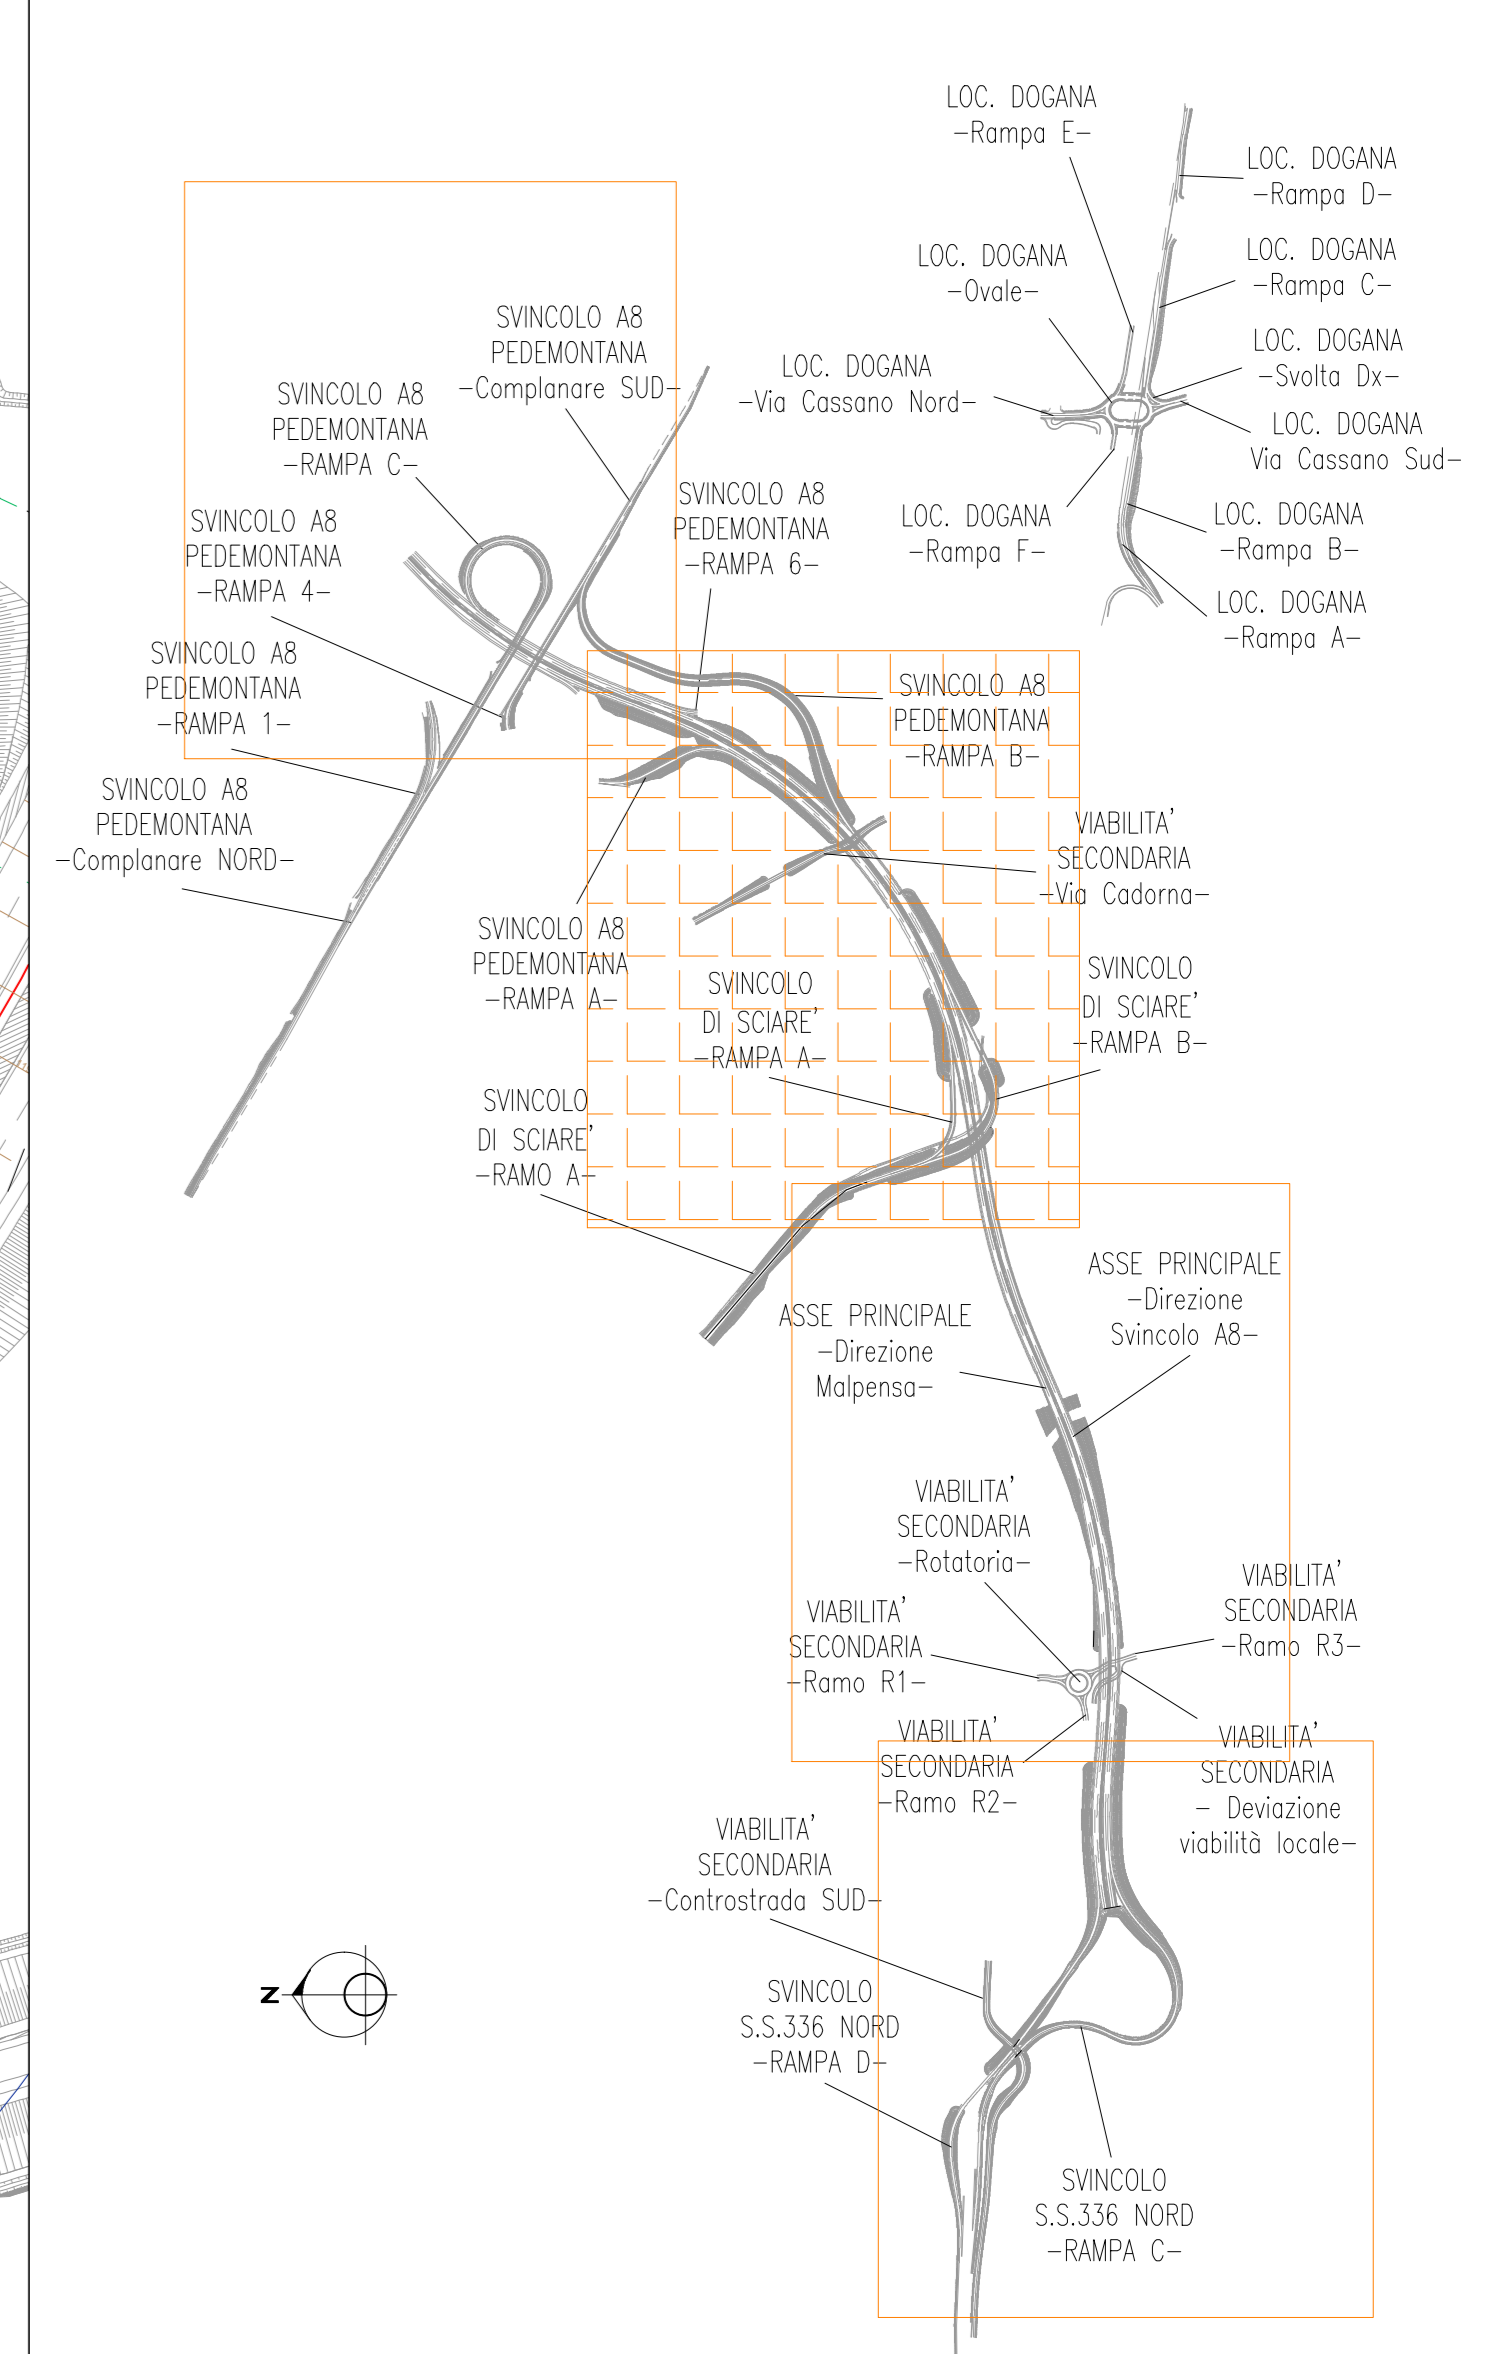 LOC. DOGANA
-Rampa E-
LOC. DOGANA
-Rampa D-
LOC. DOGANA
-Ovale-
LOC. DOGANA
-Rampa C-
SVINCOLO A8
PEDEMONTANA
-Complanare SUD-
LOC. DOGANA
-Svolta Dx-
LOC. DOGANA
-Via Cassano Nord-
SVINCOLO A8
PEDEMONTANA
-RAMPA C-
LOC. DOGANA
Via Cassano Sud-
SVINCOLO A8
PEDEMONTANA
-RAMPA 6-
LOC. DOGANA
-Rampa F-
LOC. DOGANA
-Rampa B-
SVINCOLO A8
PEDEMONTANA
-RAMPA 4-
LOC. DOGANA
-Rampa A-
SVINCOLO A8
PEDEMONTANA
-RAMPA 1-
SVINCOLO A8
PEDEMONTANA
-RAMPA B-
SVINCOLO A8
PEDEMONTANA
-Complanare NORD-
VIABILITA'
SECONDARIA
-Via Cadorna-
SVINCOLO A8
PEDEMONTANA
-RAMPA A-
SVINCOLO
DI SCIARE'
-RAMPA A-
SVINCOLO
DI SCIARE'
-RAMPA B-
SVINCOLO
DI SCIARE'
-RAMO A-
ASSE PRINCIPALE
-Direzione
Svincolo A8-
ASSE PRINCIPALE
-Direzione
Malpensa-
VIABILITA'
SECONDARIA
-Rotatoria-
VIABILITA'
SECONDARIA
-Ramo R3-
VIABILITA'
SECONDARIA
-Ramo R1-
VIABILITA'
SECONDARIA
-Ramo R2-
VIABILITA'
SECONDARIA
- Deviazione
viabilità locale-
VIABILITA'
SECONDARIA
-Controstrada SUD-
N
SVINCOLO
S.S.336 NORD
-RAMPA D-
SVINCOLO
S.S.336 NORD
-RAMPA C-